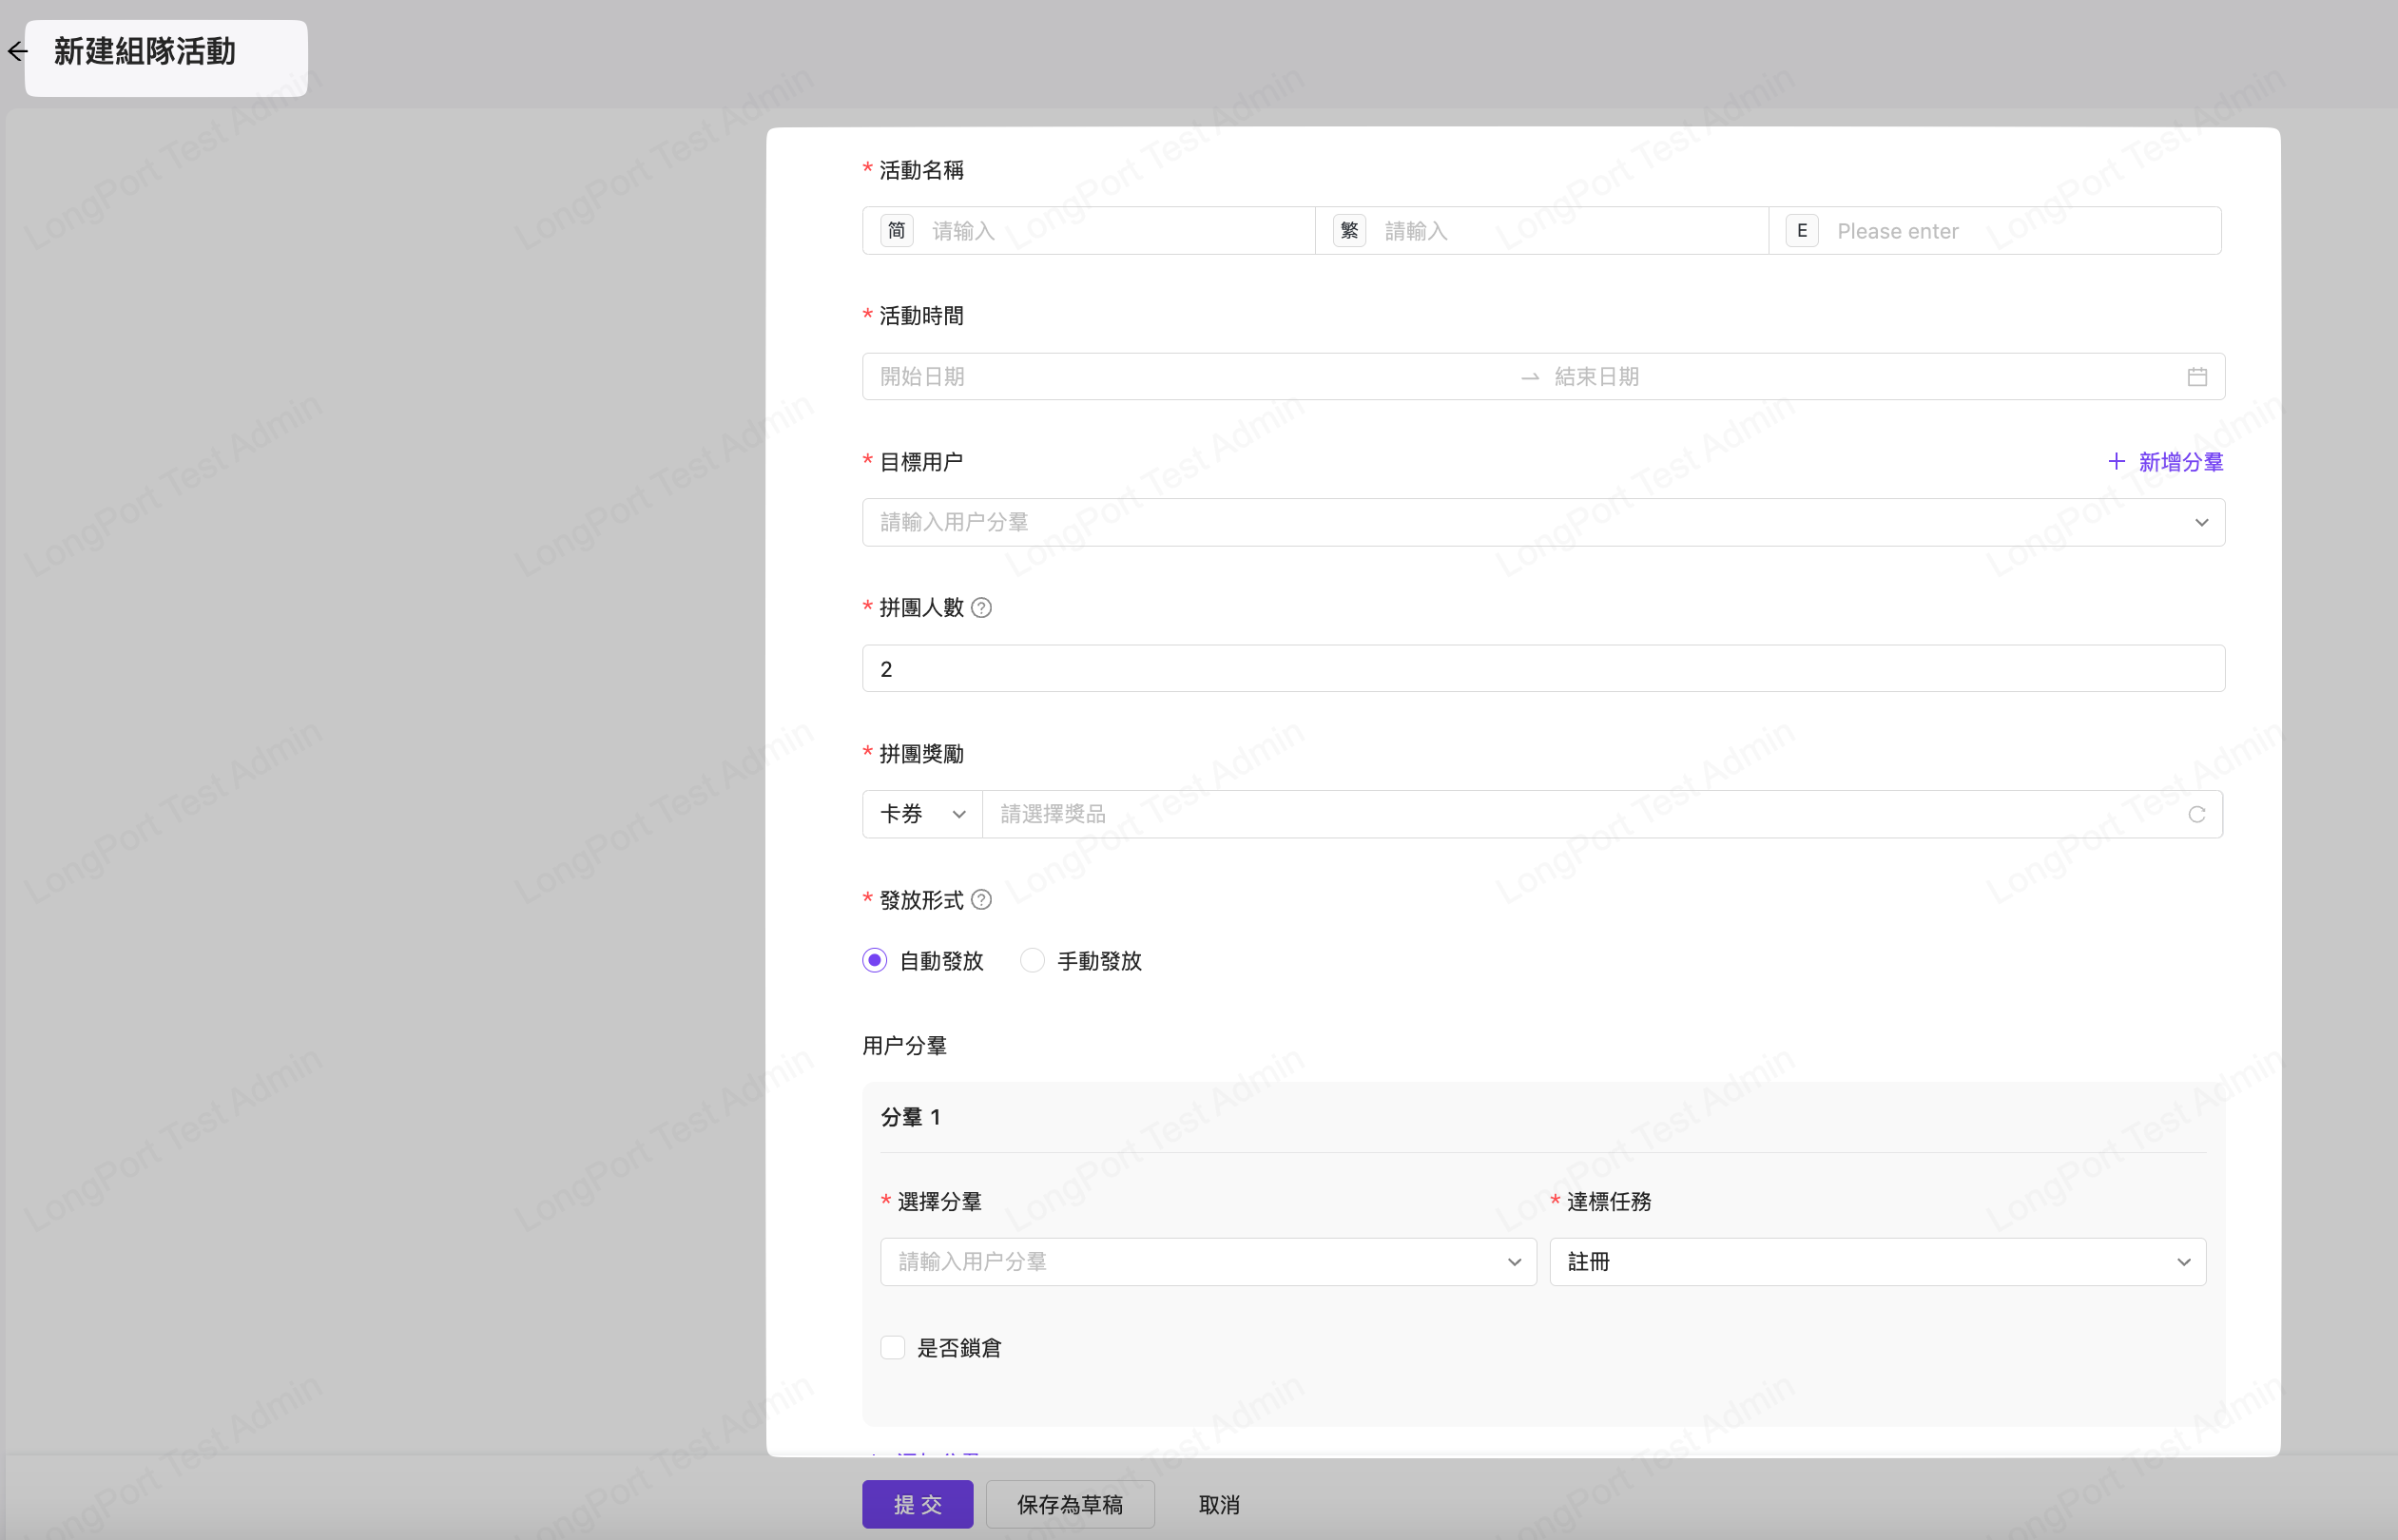 新建組隊活動
* 活動名稱
简 请输入 繁 請輸入 E Please enter
* 活動時間
開始日期 → 結束日期
* 目標用户 + 新增分羣
請輸入用户分羣
* 拼團人數 ?
2
* 拼團獎勵
卡券 請選擇獎品
* 發放形式 ?
自動發放 手動發放
用户分羣
分羣 1
* 選擇分羣 * 達標任務
請輸入用户分羣 註冊
是否鎖倉
提 交 保存為草稿 取消
LongPort Test Admin